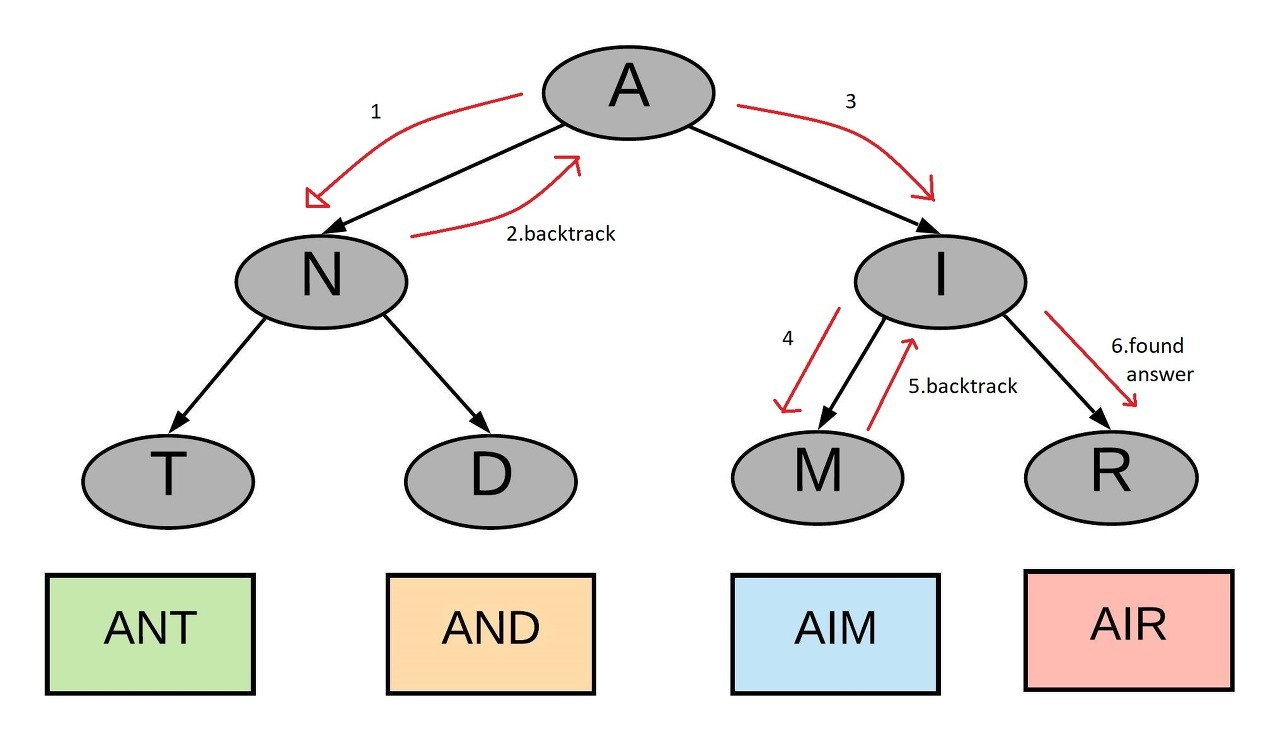 A
1
3
2.backtrack
N
I
4
5.backtrack
6.found
answer
T
D
M
R
ANT
AND
AIM
AIR